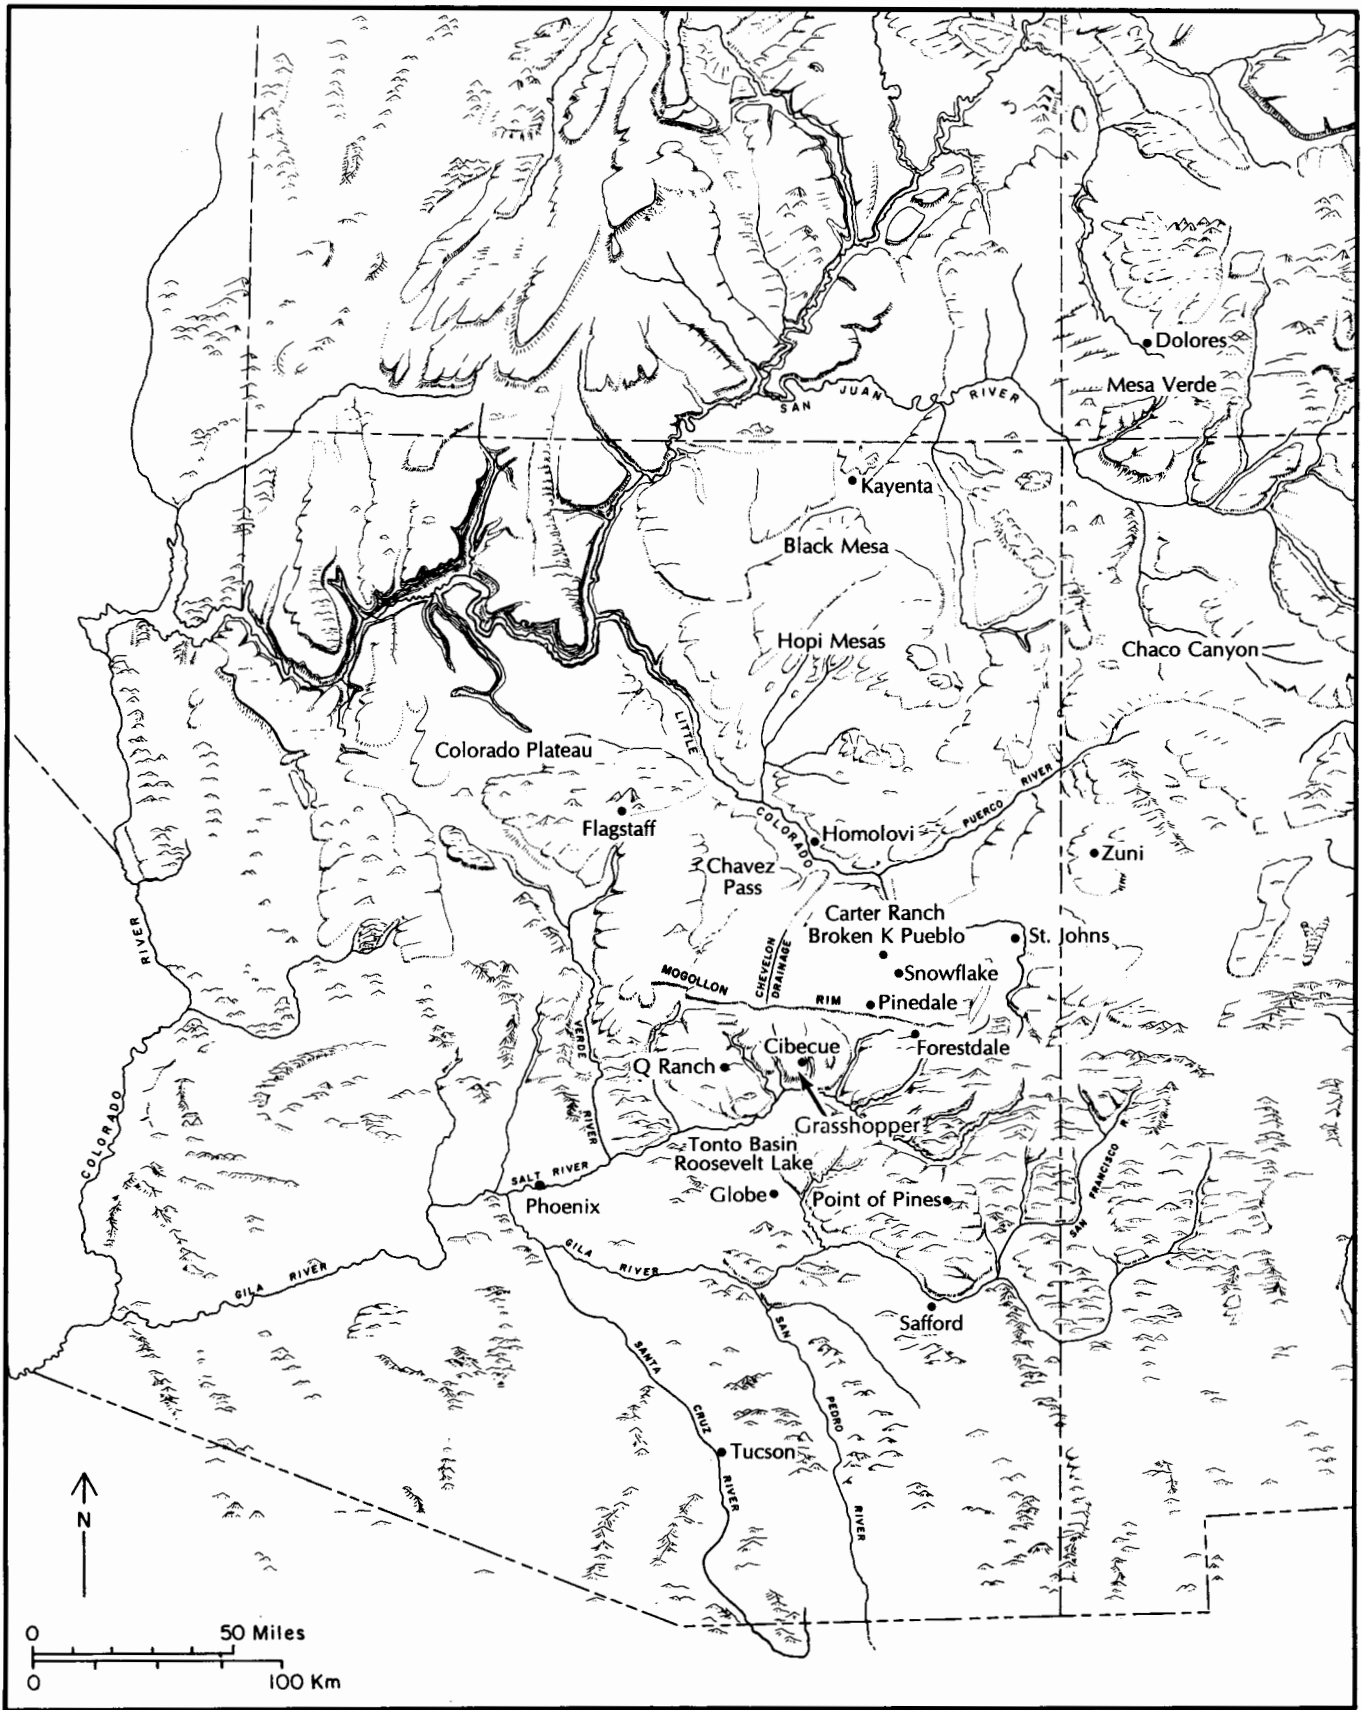 Dolores
Mesa Verde
SAN JUAN RIVER
Kayenta
Black Mesa
Hopi Mesas
Chaco Canyon
LITTLE
Colorado Plateau
PUERCO RIVER
Flagstaff
COLORADO
Homolovi
Zuni
Chavez
Pass
RIVER
Carter Ranch
Broken K Pueblo
St. Johns
CHEVELON
DRAINAGE
Snowflake
MOGOLLON RIM
Pinedale
VERDE
Cibecue
Forestdale
Q Ranch
COLORADO
RIVER
Grasshopper
Tonto Basin
Roosevelt Lake
SALT RIVER
SAN FRANCISCO R.
Globe
Point of Pines
Phoenix
GILA RIVER
GILA RIVER
Safford
SAN
SANTA
CRUZ
PEDRO
Tucson
RIVER
RIVER
N
0 50 Miles
0 100 Km